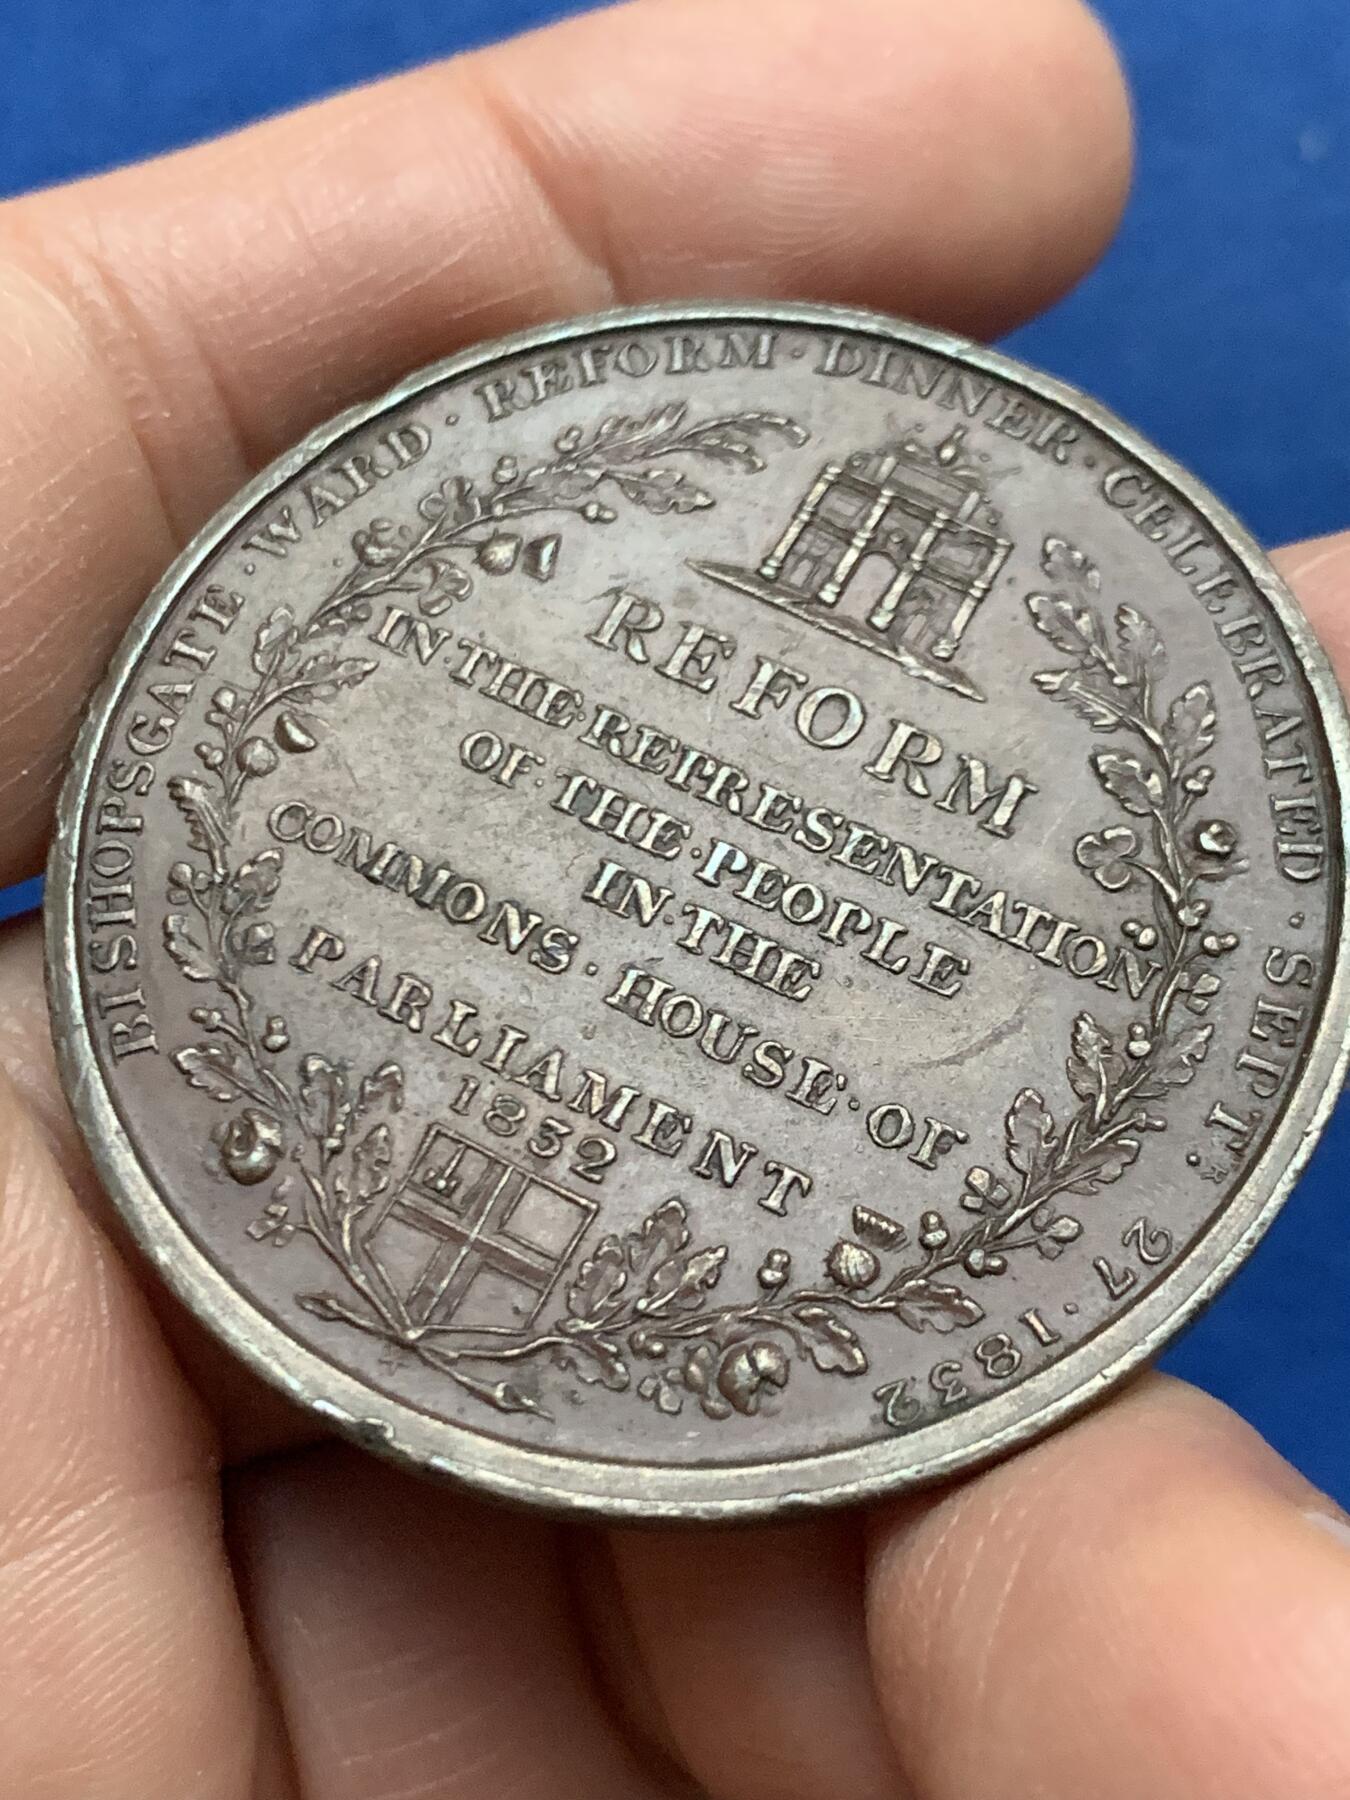 BISHOPSGATE · WARD · REFORM · DINNER · CELEBRATED · SEPT.R 27 · 1832
REFORM
IN · THE · REPRESENTATION
OF · THE · PEOPLE
IN · THE
COMMONS · HOUSE · OF
PARLIAMENT
1832